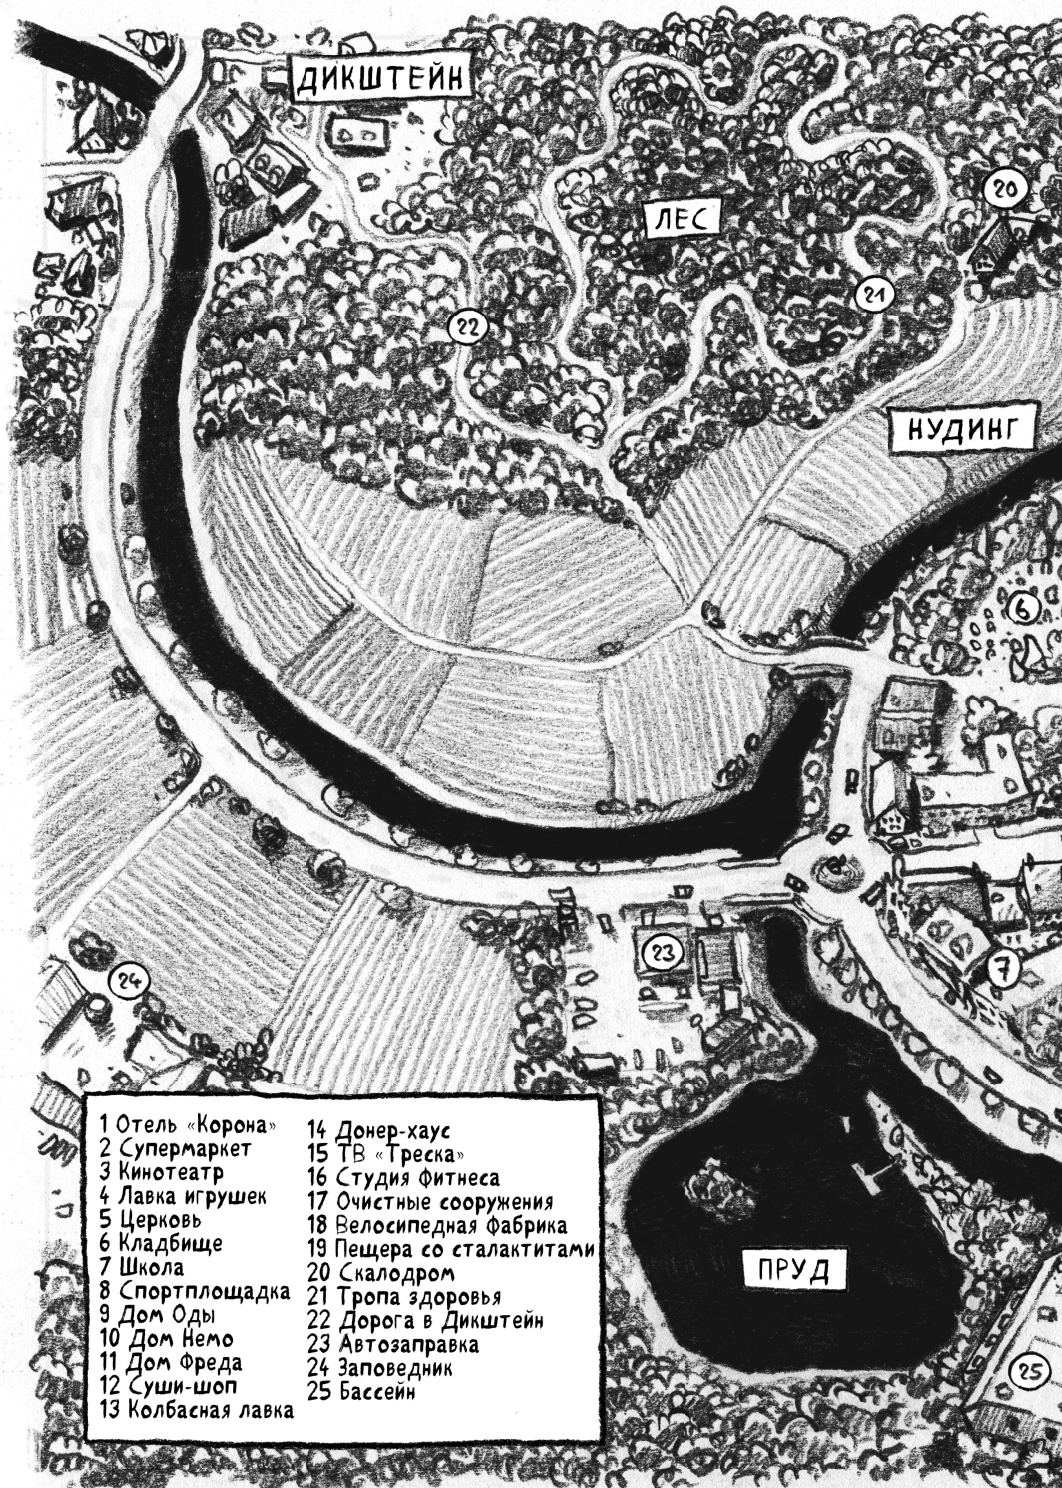 ДИКШТЕЙН
20
ЛЕС
21
22
НУДИНГ
6
23
7
24
ПРУД
25
1 Отель «Корона»
2 Супермаркет
3 Кинотеатр
4 Лавка игрушек
5 Церковь
6 Кладбище
7 Школа
8 Спортплощадка
9 Дом Оды
10 Дом Немо
11 Дом Фреда
12 Суши-шоп
13 Колбасная лавка
14 Донер-хаус
15 ТВ «Треска»
16 Студия фитнеса
17 Очистные сооружения
18 Велосипедная фабрика
19 Пещера со сталактитами
20 Скалодром
21 Тропа здоровья
22 Дорога в Дикштейн
23 Автозаправка
24 Заповедник
25 Бассейн